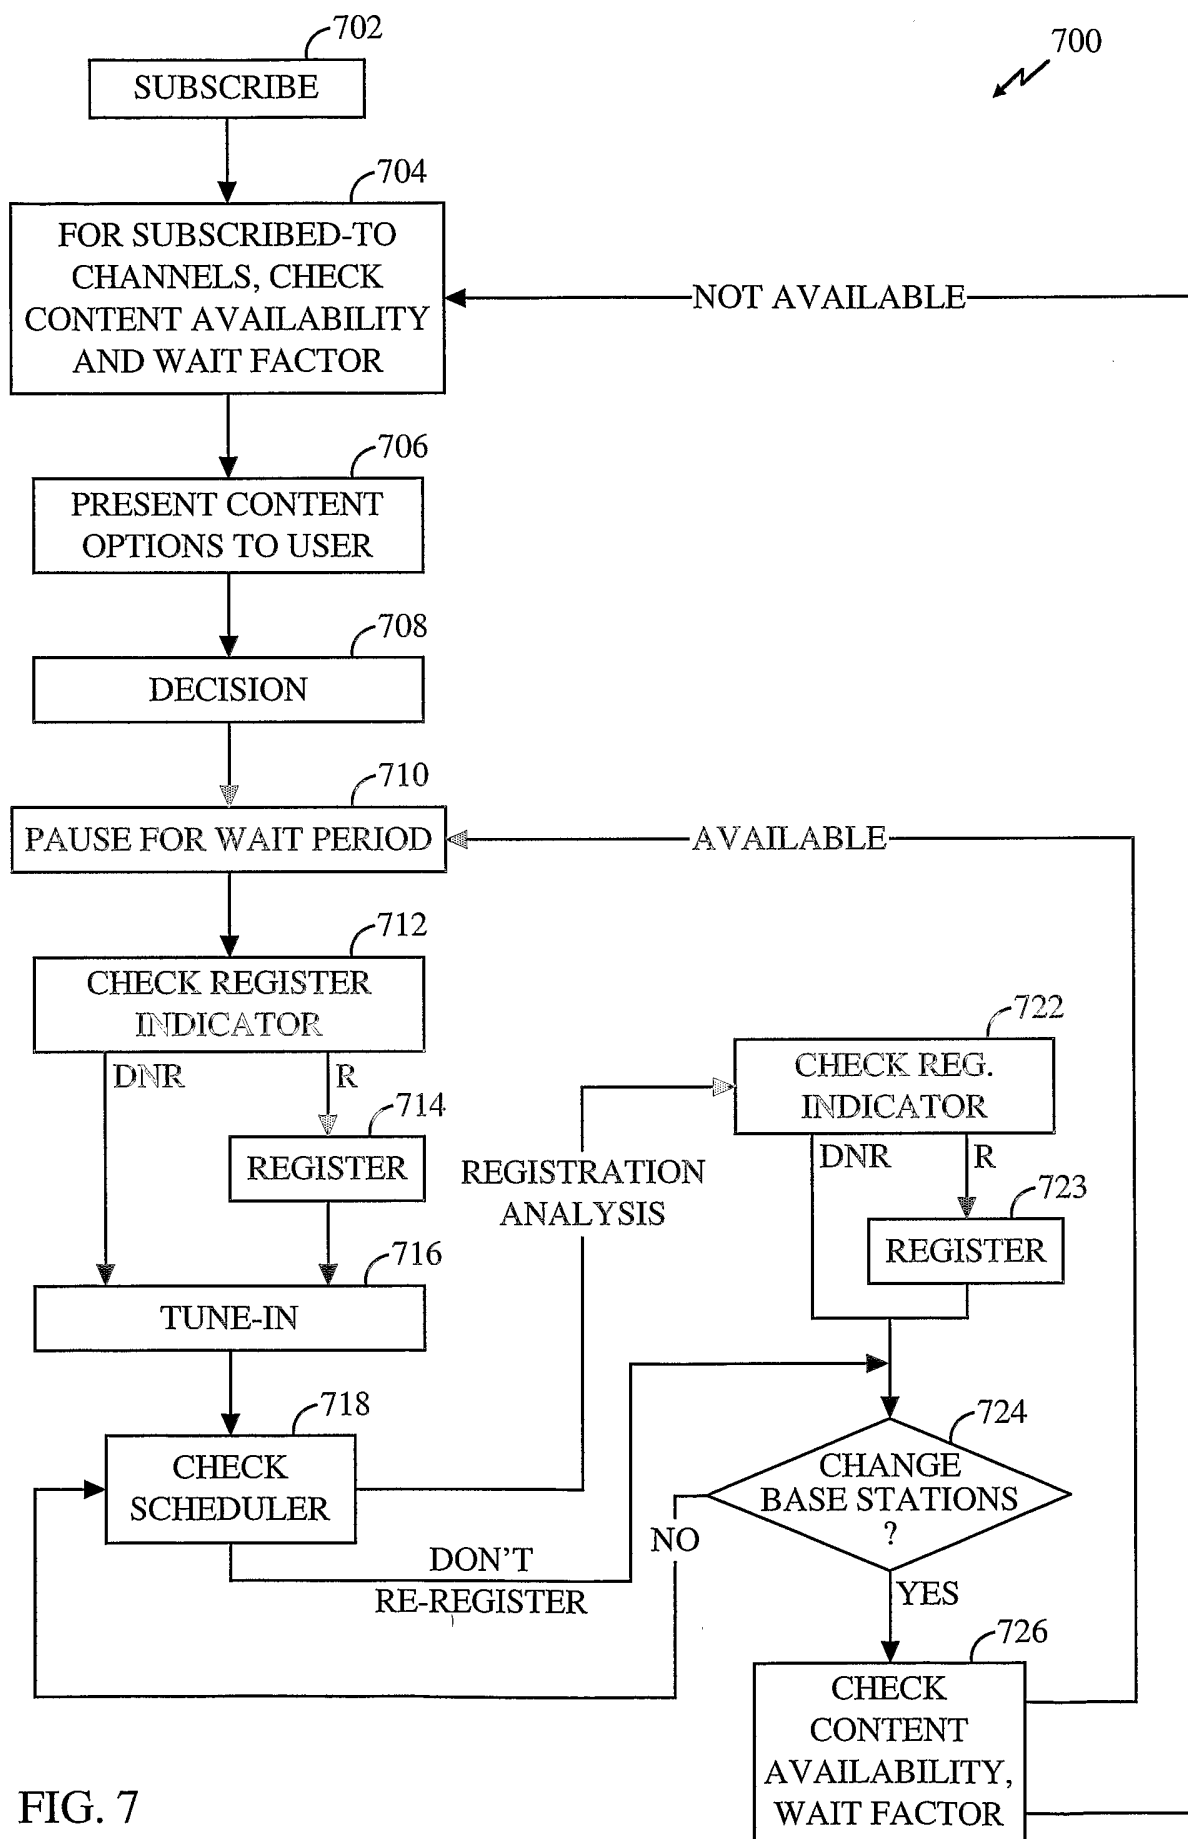 702
700
SUBSCRIBE
704
FOR SUBSCRIBED-TO
CHANNELS, CHECK
CONTENT AVAILABILITY
AND WAIT FACTOR
NOT AVAILABLE
706
PRESENT CONTENT
OPTIONS TO USER
708
DECISION
710
PAUSE FOR WAIT PERIOD
AVAILABLE
712
CHECK REGISTER
INDICATOR
DNR
R
714
REGISTER
722
CHECK REG.
INDICATOR
DNR
R
REGISTRATION
ANALYSIS
723
REGISTER
716
TUNE-IN
718
CHECK
SCHEDULER
DON'T
RE-REGISTER
724
CHANGE
BASE STATIONS
?
NO
YES
726
CHECK
CONTENT
AVAILABILITY,
WAIT FACTOR
FIG. 7